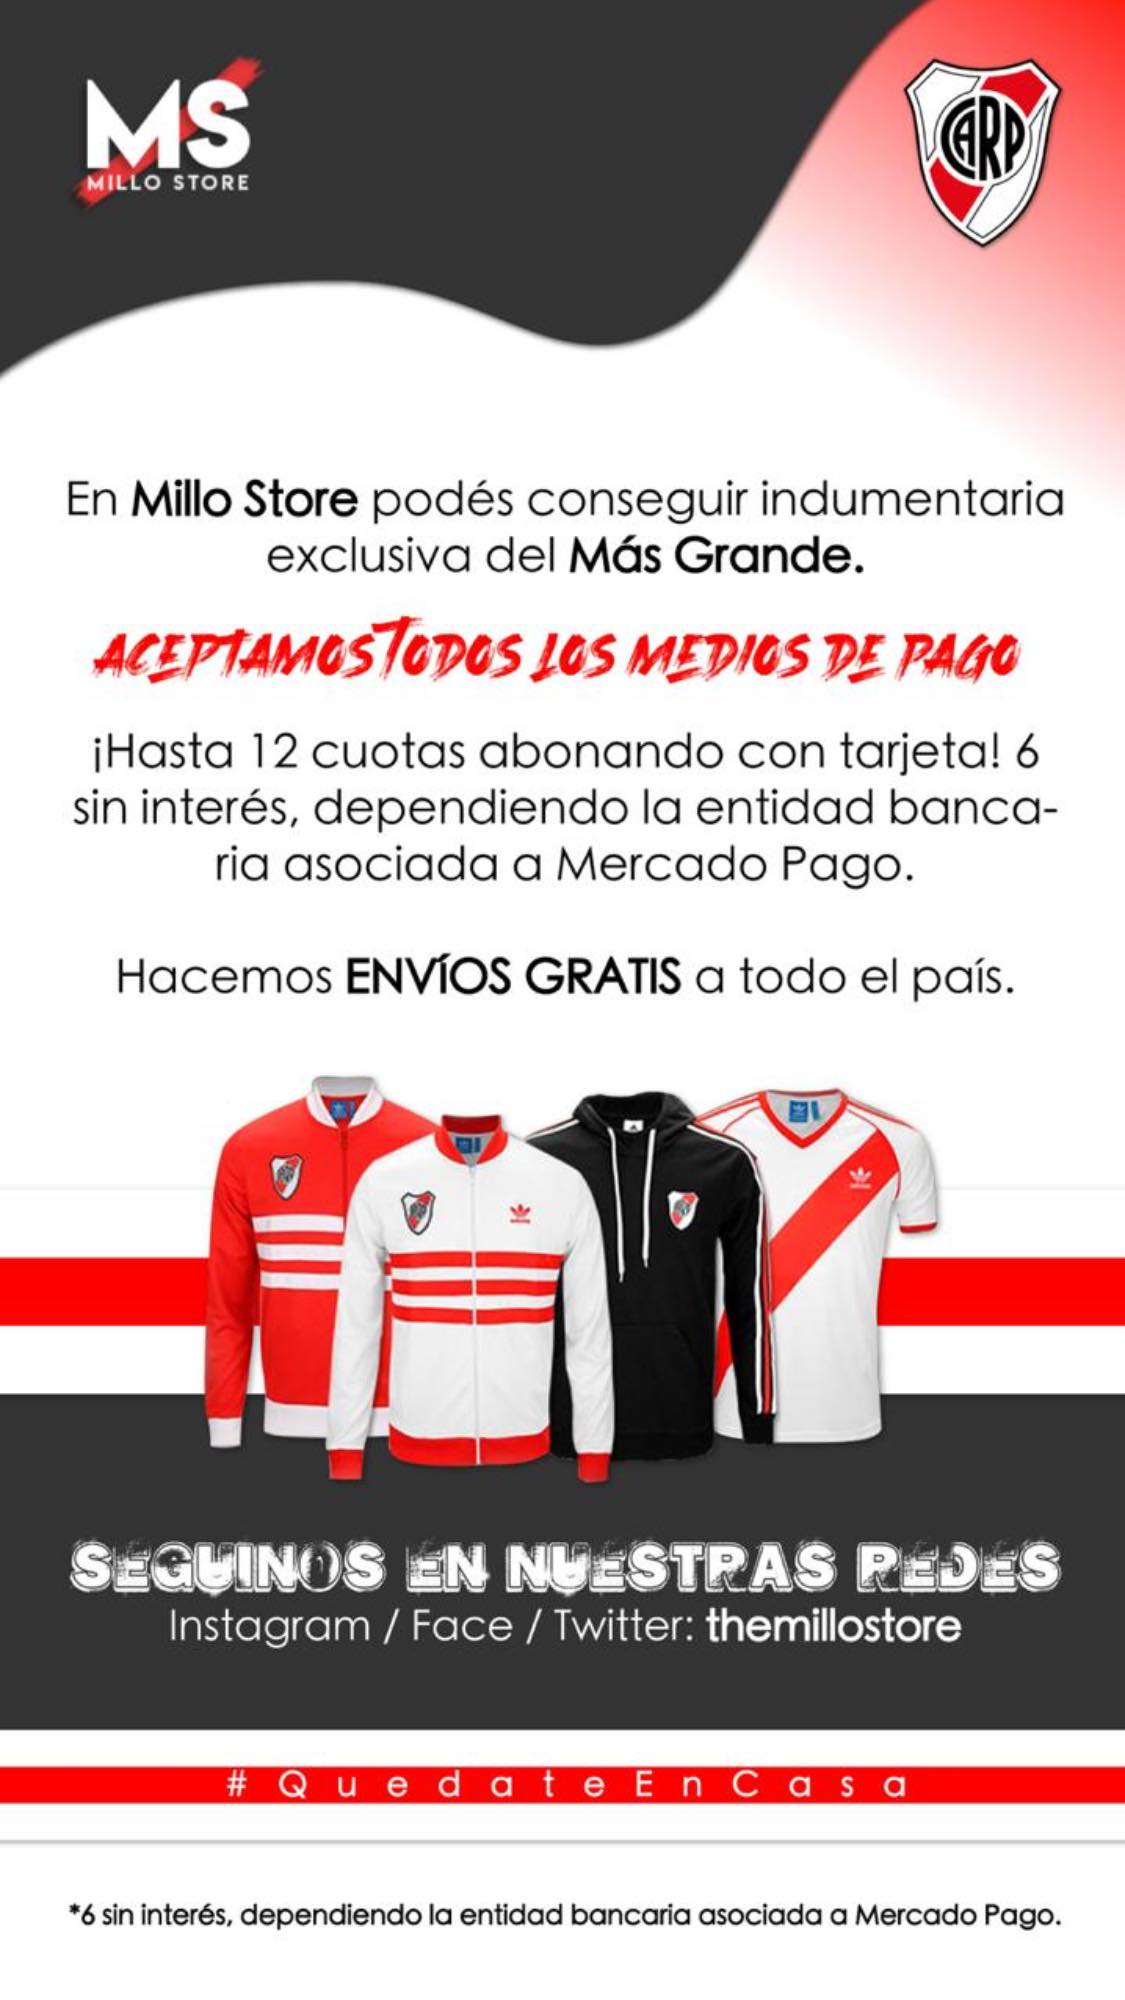 MS
MILLO STORE
CARP
En Millo Store podés conseguir indumentaria
exclusiva del Más Grande.
ACEPTAMOS TODOS LOS MEDIOS DE PAGO
¡Hasta 12 cuotas abonando con tarjeta! 6
sin interés, dependiendo la entidad banca-
ria asociada a Mercado Pago.
Hacemos ENVÍOS GRATIS a todo el país.
SEGUINOS EN NUESTRAS REDES
Instagram / Face / Twitter: themillostore
#QuedateEnCasa
*6 sin interés, dependiendo la entidad bancaria asociada a Mercado Pago.